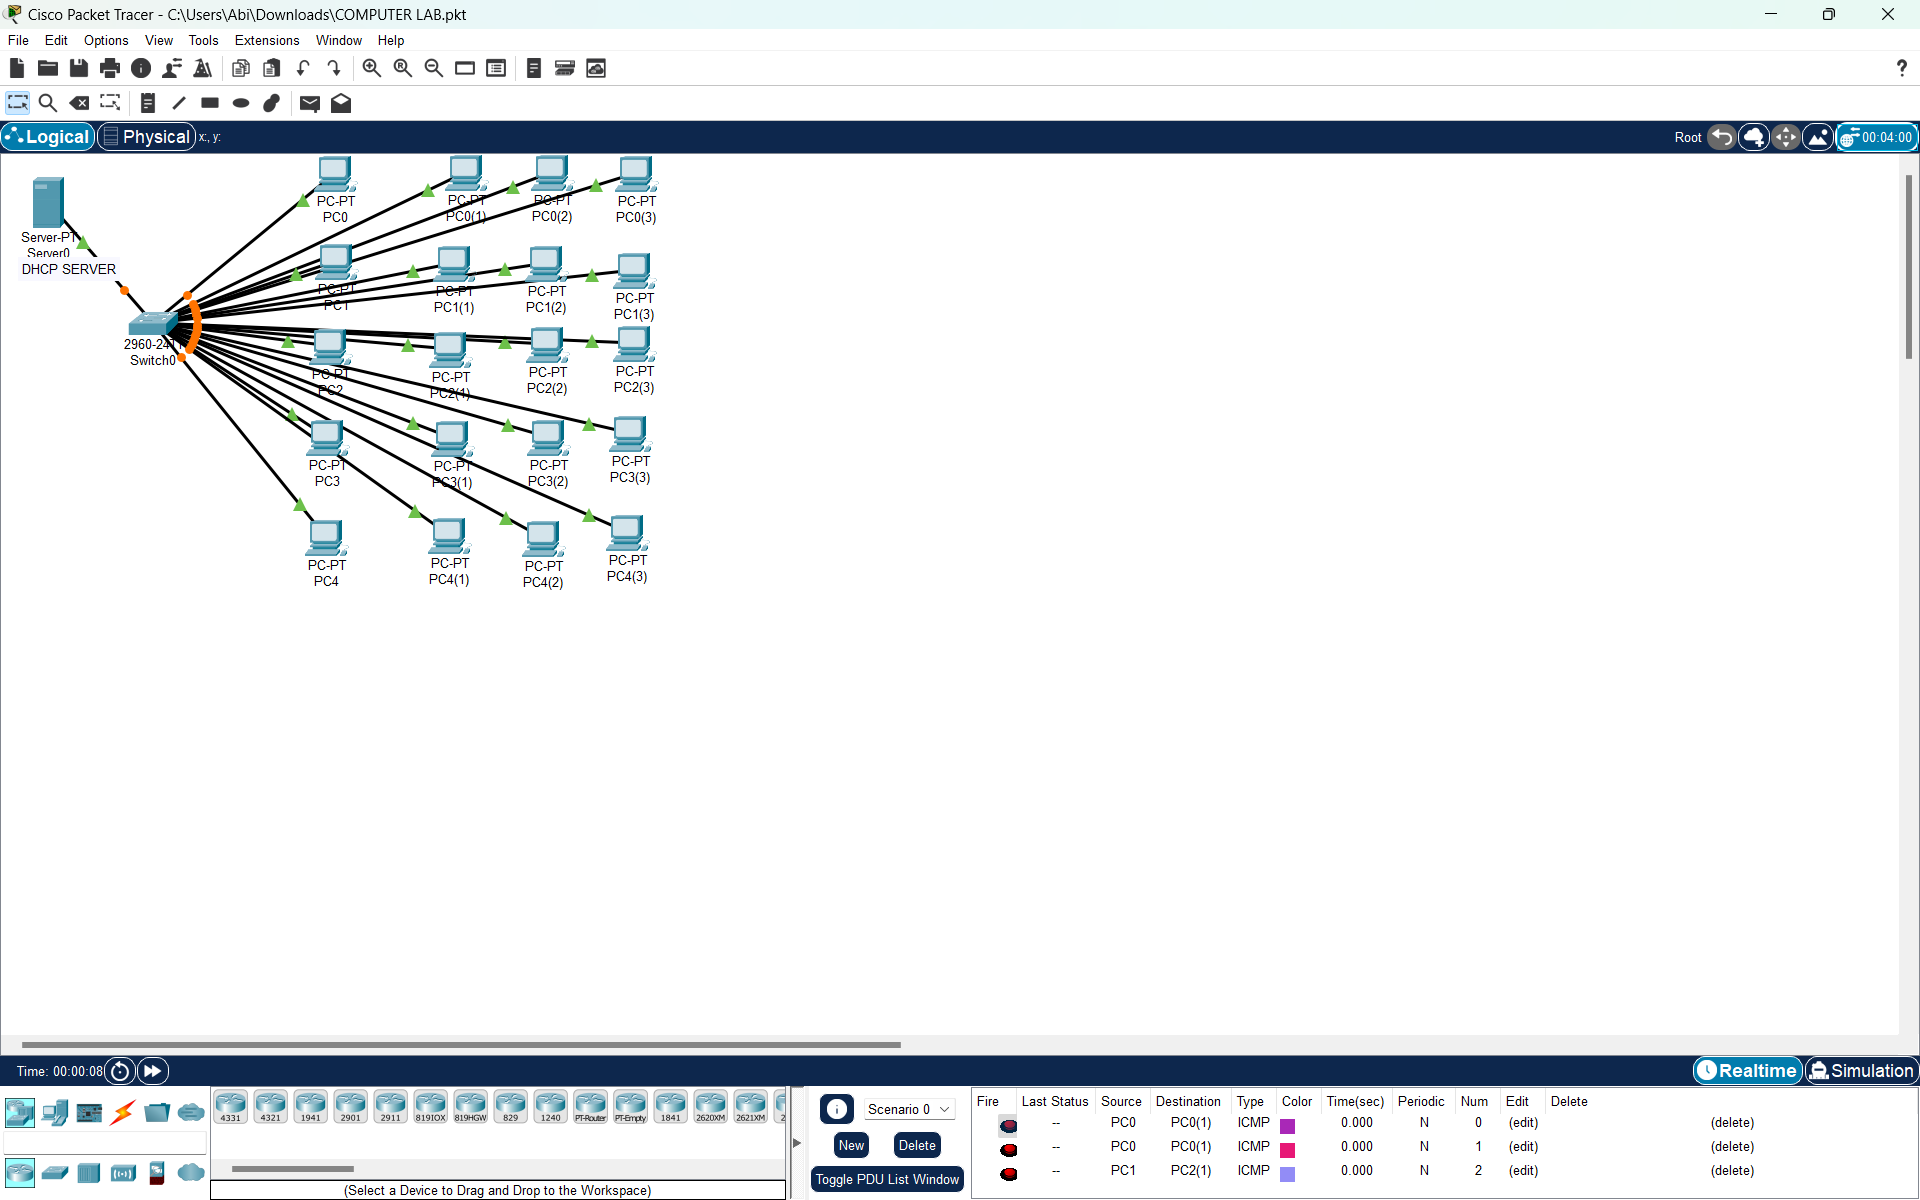 Cisco Packet Tracer - C:\Users\Abi\Downloads\COMPUTER LAB.pkt
File Edit Options View Tools Extensions Window Help
?
Logical Physical x:, y: Root 00:04:00
PC-PT PC-PT PC-PT PC-PT
PC0 PC0(1) PC0(2) PC0(3)
Server-PT
Server0
DHCP SERVER
PC-PT PC-PT PC-PT PC-PT
PC1 PC1(1) PC1(2) PC1(3)
Switch0
PC-PT PC-PT PC-PT PC-PT
PC2 PC2(1) PC2(2) PC2(3)
PC-PT PC-PT PC-PT PC-PT
PC3 PC3(1) PC3(2) PC3(3)
PC-PT PC-PT PC-PT PC-PT
PC4 PC4(1) PC4(2) PC4(3)
Time: 00:00:08 Realtime Simulation
4331 4321 1941 2901 2911 819IOX 819HGW 829 1240 PT-Router PT-Empty 1841 2620XM 2621XM
(Select a Device to Drag and Drop to the Workspace)
Scenario 0
New Delete
Toggle PDU List Window
Fire Last Status Source Destination Type Color Time(sec) Periodic Num Edit Delete
-- PC0 PC0(1) ICMP 0.000 N 0 (edit) (delete)
-- PC0 PC0(1) ICMP 0.000 N 1 (edit) (delete)
-- PC1 PC2(1) ICMP 0.000 N 2 (edit) (delete)